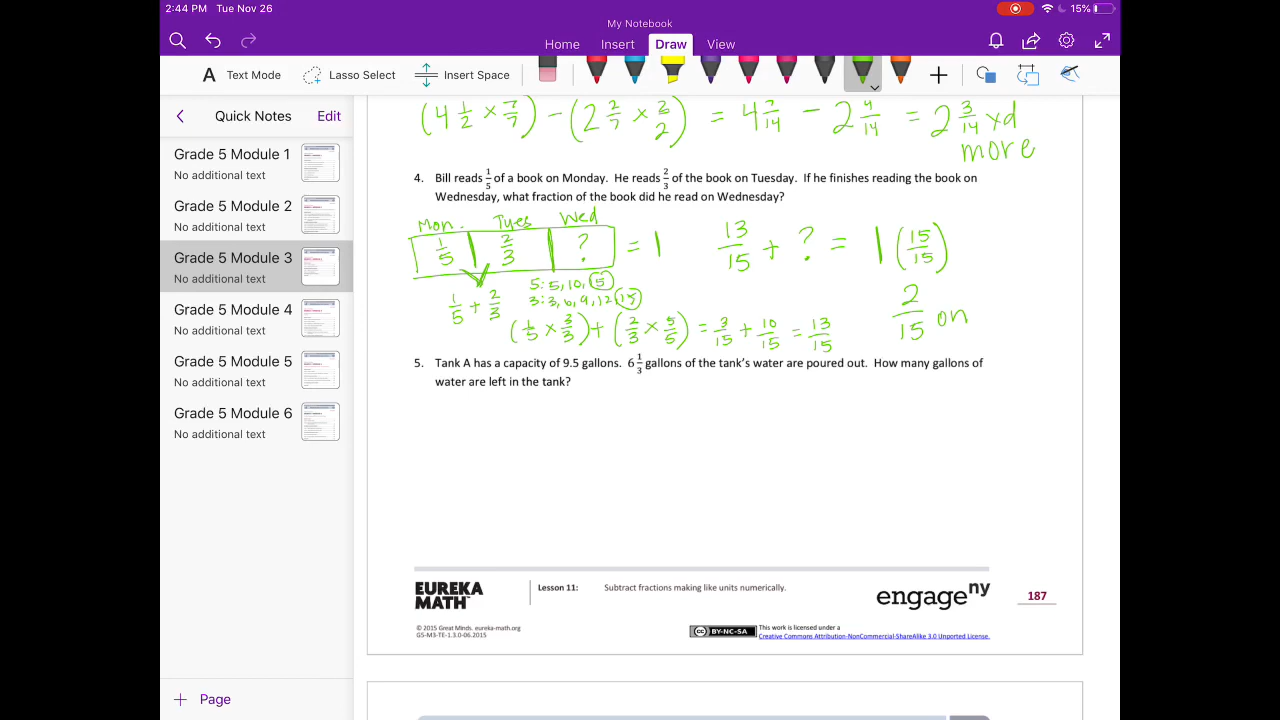 2:44 PM Tue Nov 26
15%
My Notebook
Home Insert Draw View
A Text Mode Lasso Select Insert Space
Quick Notes Edit
Grade 5 Module 1
No additional text
Grade 5 Module 2
No additional text
Grade 5 Module 3
No additional text
Grade 5 Module 4
No additional text
Grade 5 Module 5
No additional text
Grade 5 Module 6
No additional text
+ Page
(4 1/2 × 7/7) − (2 2/7 × 2/2) = 4 7/14 − 2 4/14 = 2 3/14 yd
more
4. Bill reads 1/5 of a book on Monday. He reads 2/3 of the book on Tuesday. If he finishes reading the book on
Wednesday, what fraction of the book did he read on Wednesday?
Mon. Tues Wed
1/5 2/3 ? = 1 13/15 + ? = 1 (15/15)
5: 5, 10, 15
3: 3, 6, 9, 12 15
1/5 + 2/3
2/15 on
(1/5 × 3/3) + (2/3 × 5/5) = 3/15 + 10/15 = 13/15
5. Tank A has a capacity of 9.5 gallons. 6 1/3 gallons of the tank's water are poured out. How many gallons of
water are left in the tank?
EUREKA
MATH™
Lesson 11: Subtract fractions making like units numerically.
engage ny
187
© 2015 Great Minds. eureka-math.org
G5-M3-TE-1.3.0-06.2015
cc BY-NC-SA
This work is licensed under a
Creative Commons Attribution-NonCommercial-ShareAlike 3.0 Unported License.